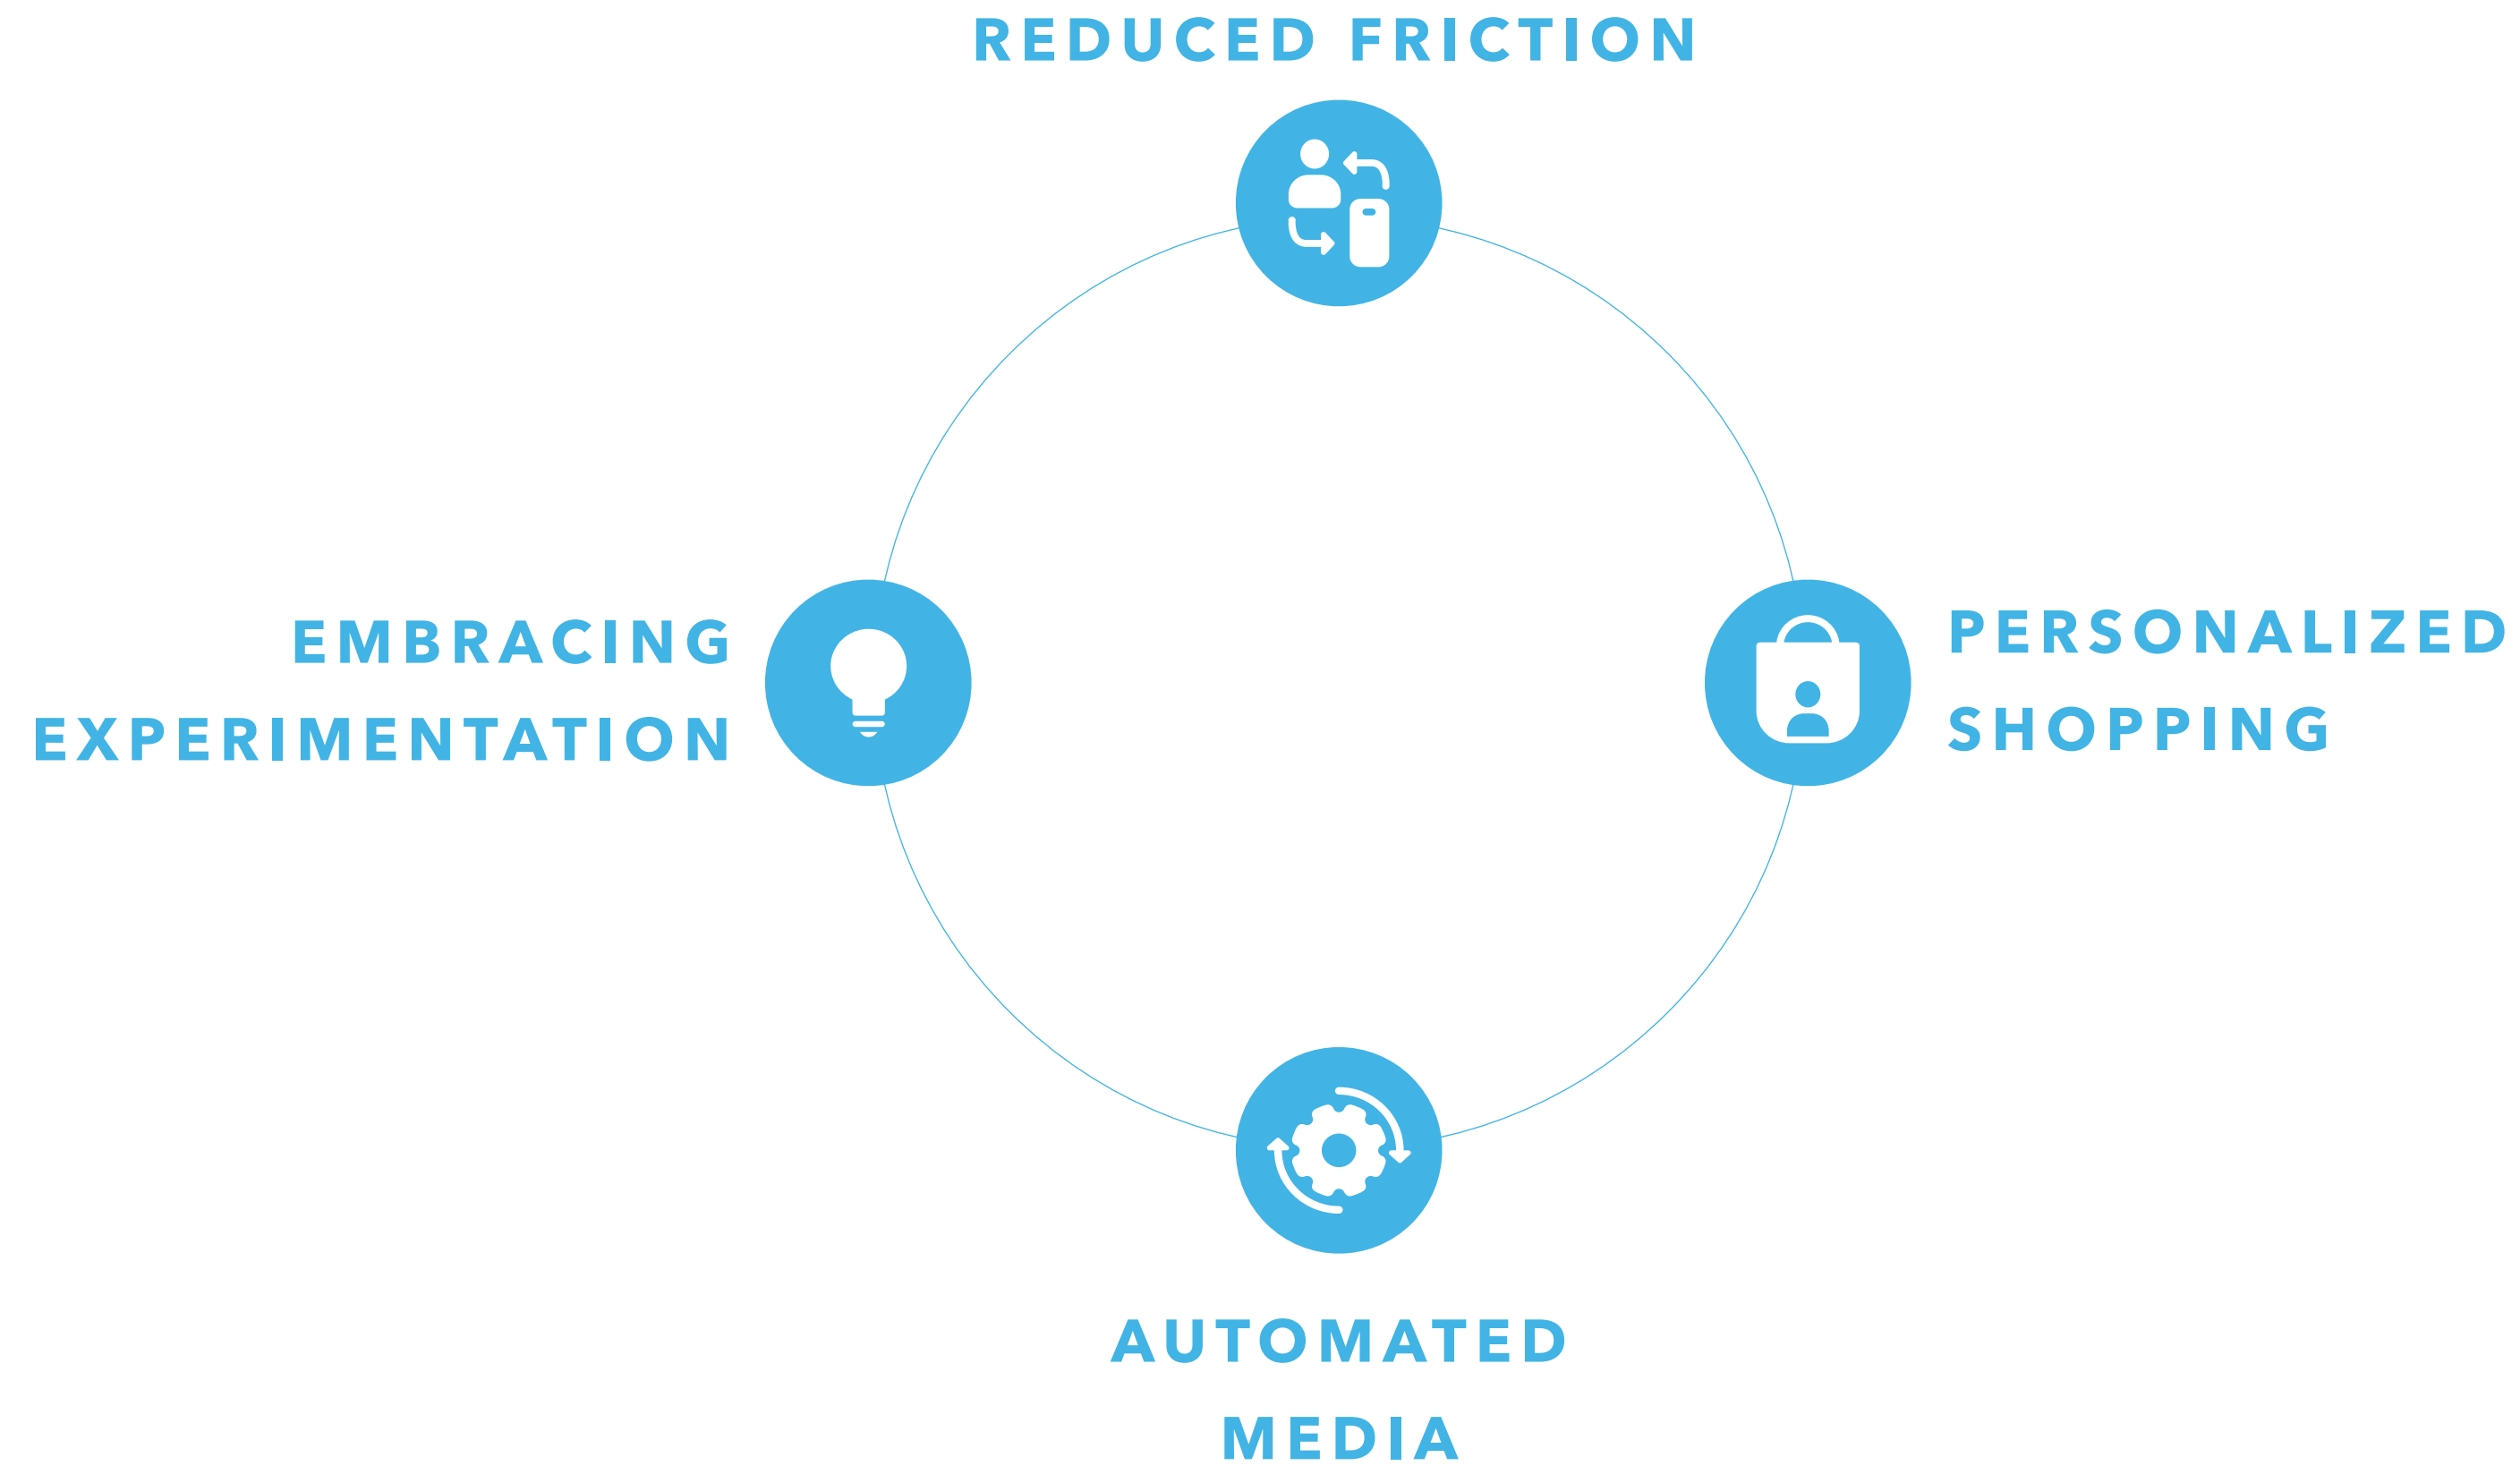 REDUCED FRICTION
EMBRACING
EXPERIMENTATION
PERSONALIZED
SHOPPING
AUTOMATED
MEDIA